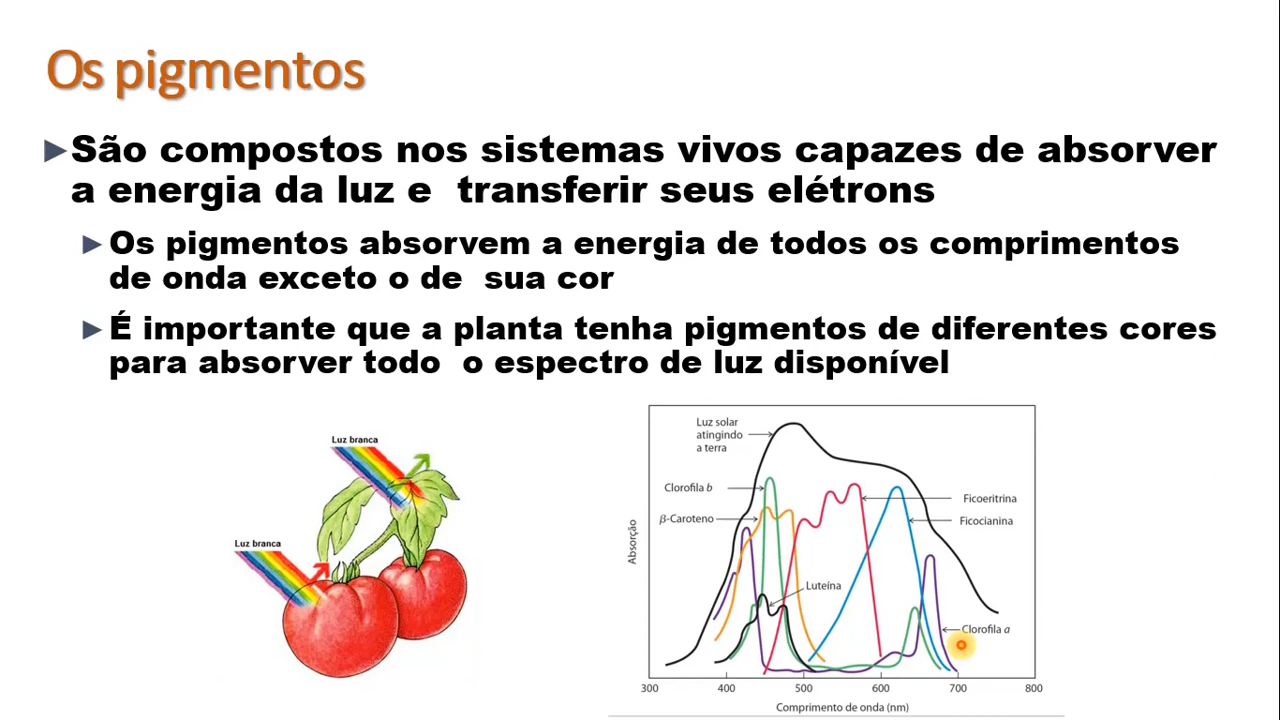 Os pigmentos
►São compostos nos sistemas vivos capazes de absorver
a energia da luz e transferir seus elétrons
► Os pigmentos absorvem a energia de todos os comprimentos
de onda exceto o de sua cor
► É importante que a planta tenha pigmentos de diferentes cores
para absorver todo o espectro de luz disponível
Luz branca
Luz branca
Luz solar
atingindo
a terra
Clorofila b
β-Caroteno
Ficoeritrina
Ficocianina
Luteína
Clorofila a
Absorção
300 400 500 600 700 800
Comprimento de onda (nm)